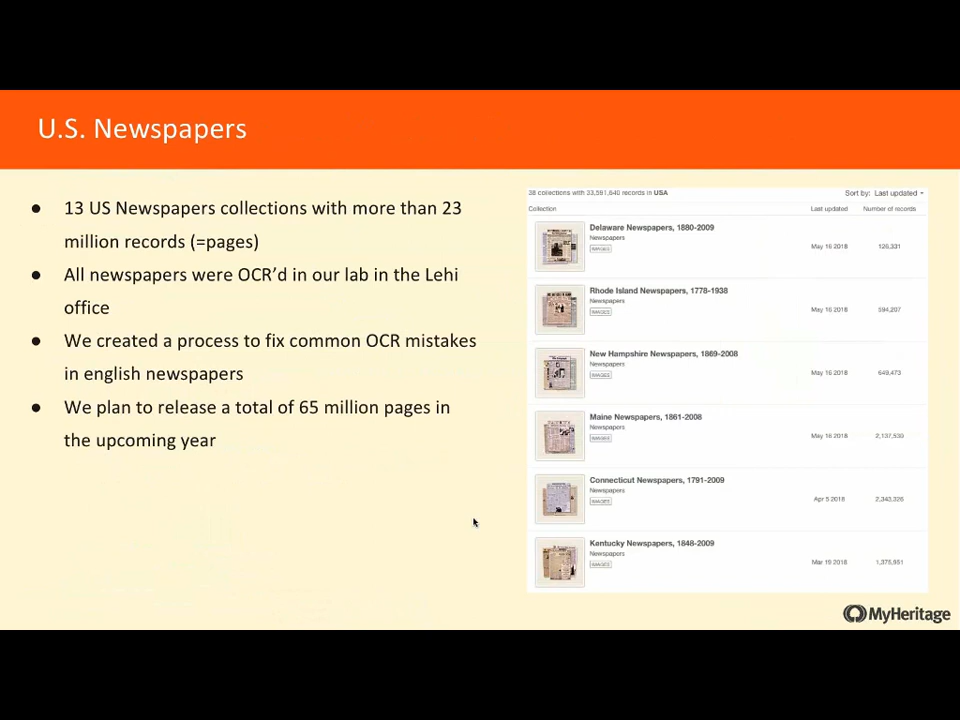 U.S. Newspapers
● 13 US Newspapers collections with more than 23
million records (=pages)
● All newspapers were OCR'd in our lab in the Lehi
office
● We created a process to fix common OCR mistakes
in english newspapers
● We plan to release a total of 65 million pages in
the upcoming year
38 collections with 33,591,640 records in USA
Sort by: Last updated
Collection Last updated Number of records
Delaware Newspapers, 1880-2009
Newspapers
IMAGES
May 16 2018 126,331
Rhode Island Newspapers, 1778-1938
Newspapers
IMAGES
May 16 2018 594,207
New Hampshire Newspapers, 1869-2008
Newspapers
IMAGES
May 16 2018 649,473
Maine Newspapers, 1861-2008
Newspapers
IMAGES
May 16 2018 2,137,530
Connecticut Newspapers, 1791-2009
Newspapers
IMAGES
Apr 5 2018 2,343,326
Kentucky Newspapers, 1848-2009
Newspapers
IMAGES
Mar 19 2018 1,375,951
MyHeritage